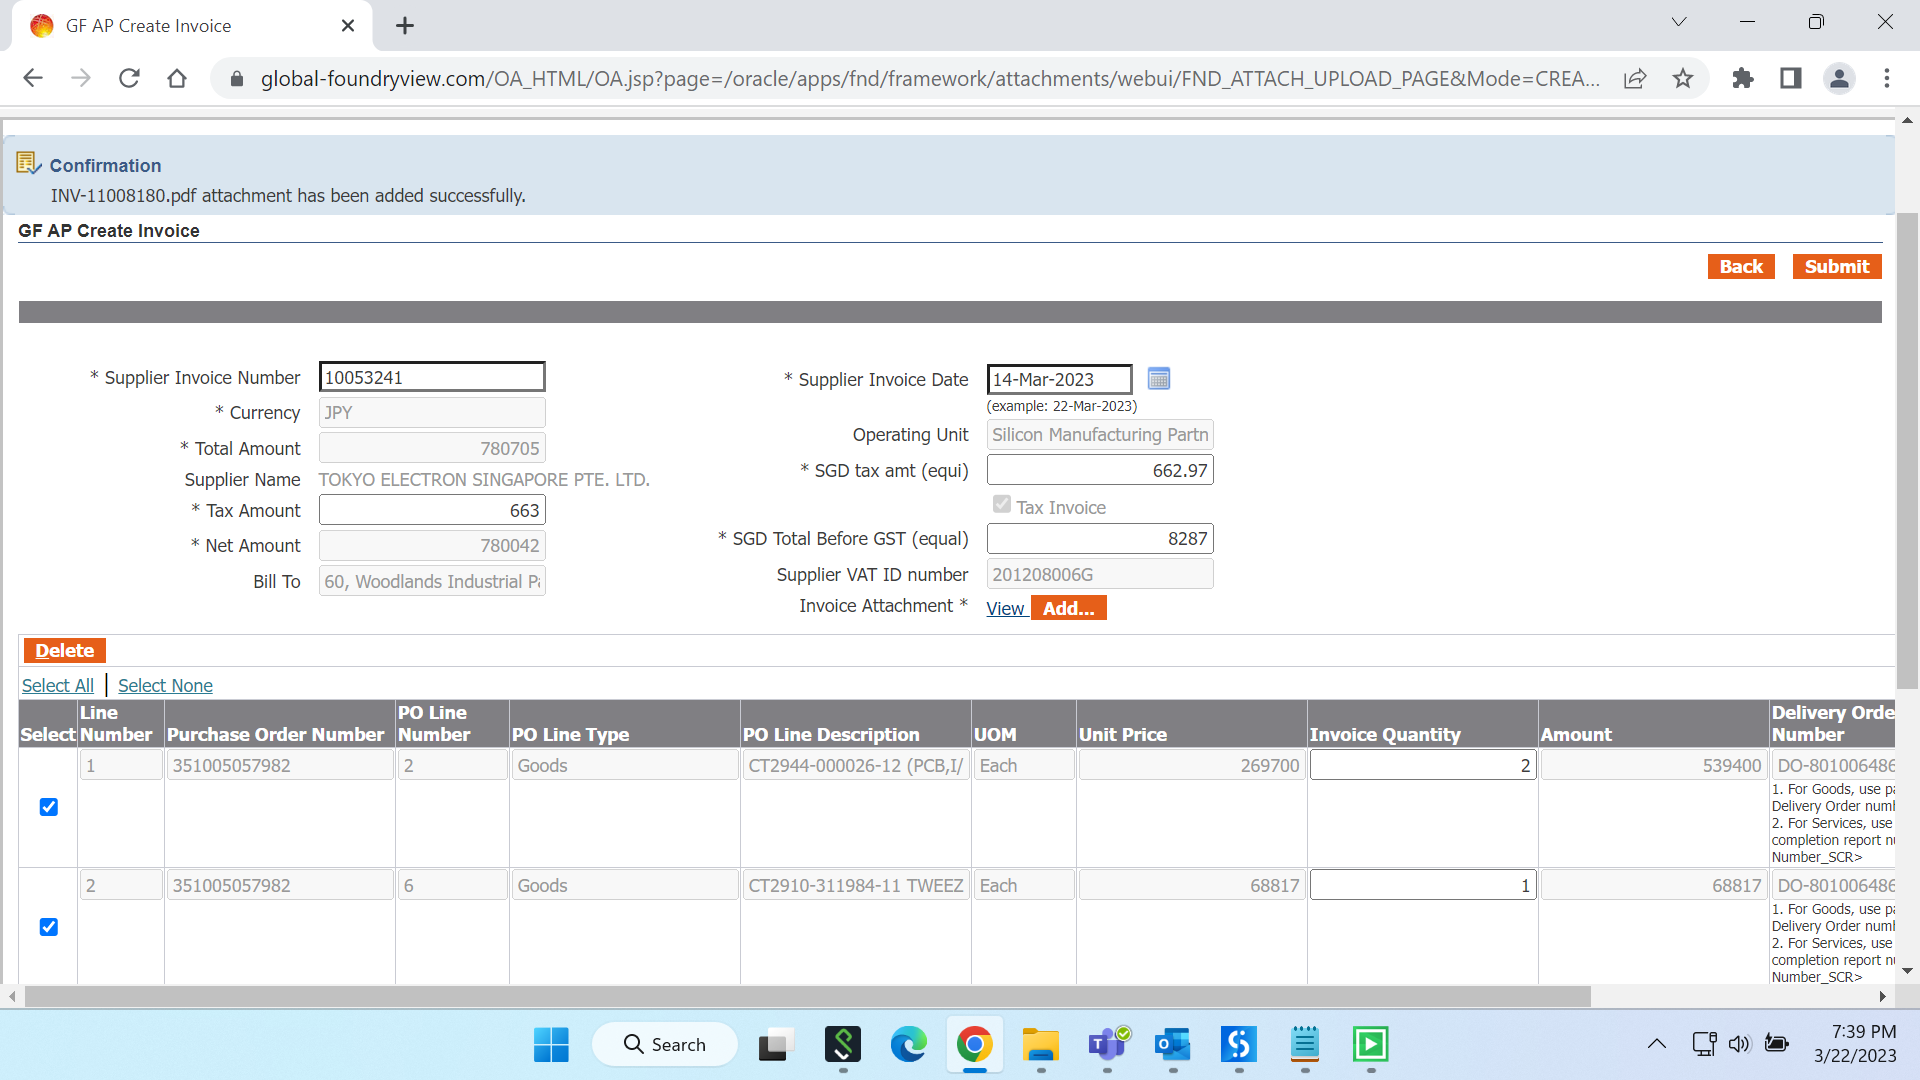 GF AP Create Invoice
global-foundryview.com/OA_HTML/OA.jsp?page=/oracle/apps/fnd/framework/attachments/webui/FND_ATTACH_UPLOAD_PAGE&Mode=CREA...
Confirmation
INV-11008180.pdf attachment has been added successfully.
GF AP Create Invoice
Back Submit
* Supplier Invoice Number 10053241
* Supplier Invoice Date 14-Mar-2023
(example: 22-Mar-2023)
* Currency JPY
Operating Unit Silicon Manufacturing Partn
* Total Amount 780705
* SGD tax amt (equi) 662.97
Supplier Name TOKYO ELECTRON SINGAPORE PTE. LTD.
Tax Invoice
* Tax Amount 663
* SGD Total Before GST (equal) 8287
* Net Amount 780042
Supplier VAT ID number 201208006G
Bill To 60, Woodlands Industrial Pa
Invoice Attachment * View Add...
Delete
Select All | Select None
Select Line Number Purchase Order Number PO Line Number PO Line Type PO Line Description UOM Unit Price Invoice Quantity Amount Delivery Orde Number
1 351005057982 2 Goods CT2944-000026-12 (PCB,I/ Each 269700 2 539400 DO-801006486
1. For Goods, use pa
Delivery Order numb
2. For Services, use
completion report nu
Number_SCR>
2 351005057982 6 Goods CT2910-311984-11 TWEEZ Each 68817 1 68817 DO-801006486
1. For Goods, use pa
Delivery Order numb
2. For Services, use
completion report nu
Number_SCR>
Search
7:39 PM
3/22/2023